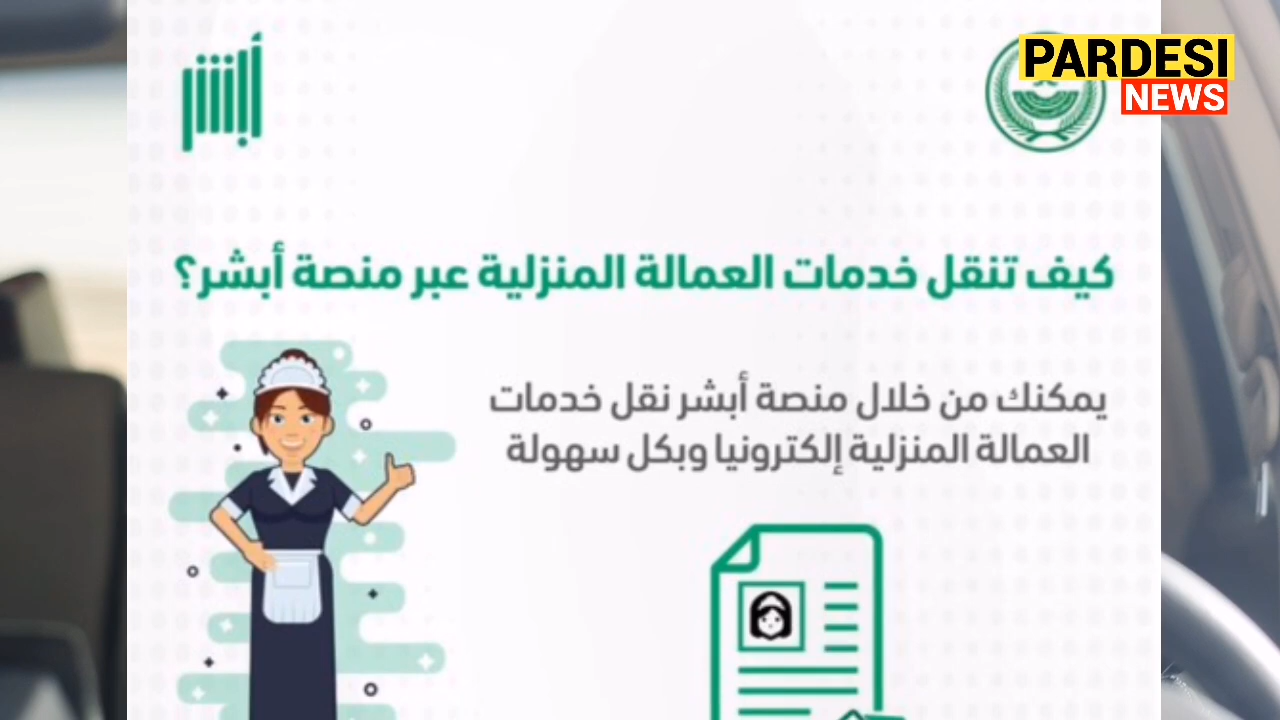 أبشر
PARDESI
NEWS
كيف تنقل خدمات العمالة المنزلية عبر منصة أبشر؟
يمكنك من خلال منصة أبشر نقل خدمات
العمالة المنزلية إلكترونيا وبكل سهولة